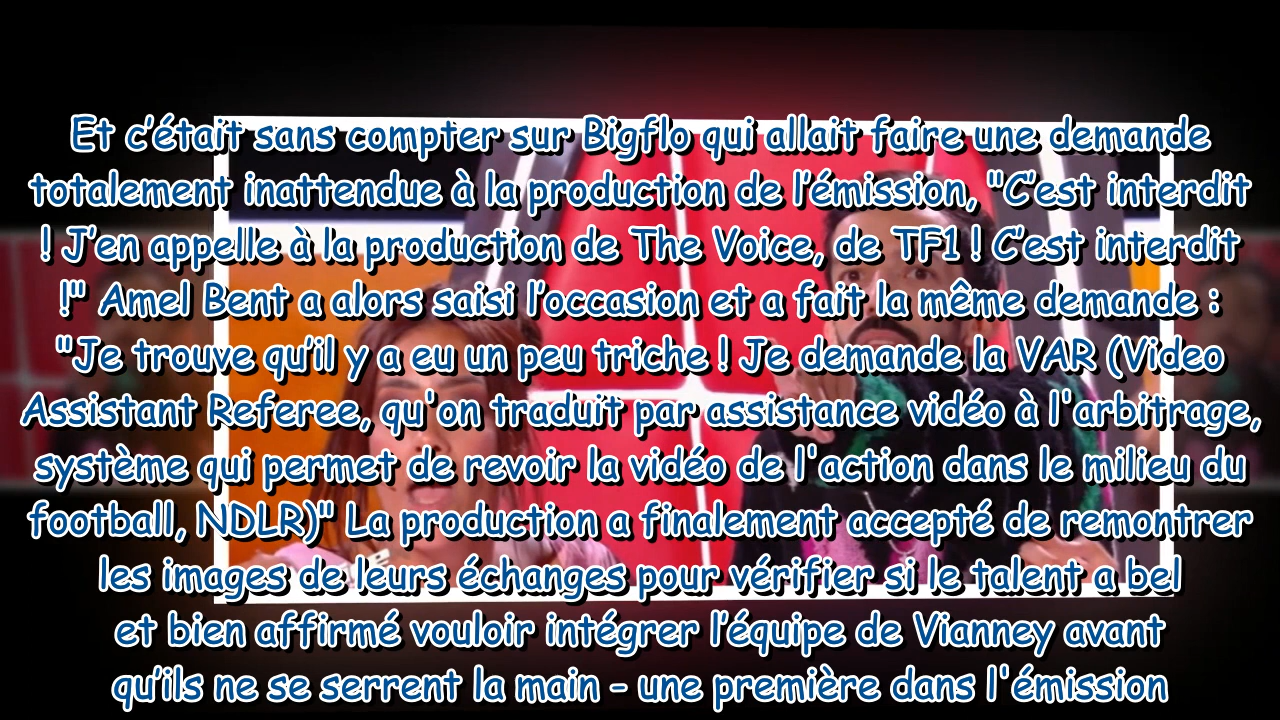 Et c’était sans compter sur Bigflo qui allait faire une demande
totalement inattendue à la production de l’émission, "C’est interdit
! J’en appelle à la production de The Voice, de TF1 ! C’est interdit
!" Amel Bent a alors saisi l’occasion et a fait la même demande :
"Je trouve qu’il y a eu un peu triche ! Je demande la VAR (Video
Assistant Referee, qu'on traduit par assistance vidéo à l'arbitrage,
système qui permet de revoir la vidéo de l'action dans le milieu du
football, NDLR)" La production a finalement accepté de remontrer
les images de leurs échanges pour vérifier si le talent a bel
et bien affirmé vouloir intégrer l’équipe de Vianney avant
qu’ils ne se serrent la main – une première dans l'émission